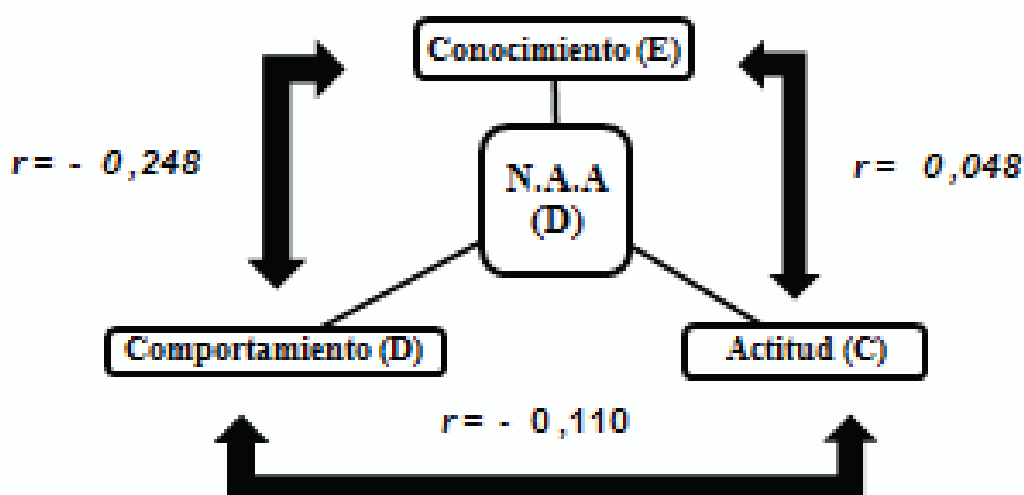 Conocimiento (E)
r = - 0,248
N.A.A
(D)
r = 0,048
Comportamiento (D)
Actitud (C)
r = - 0,110